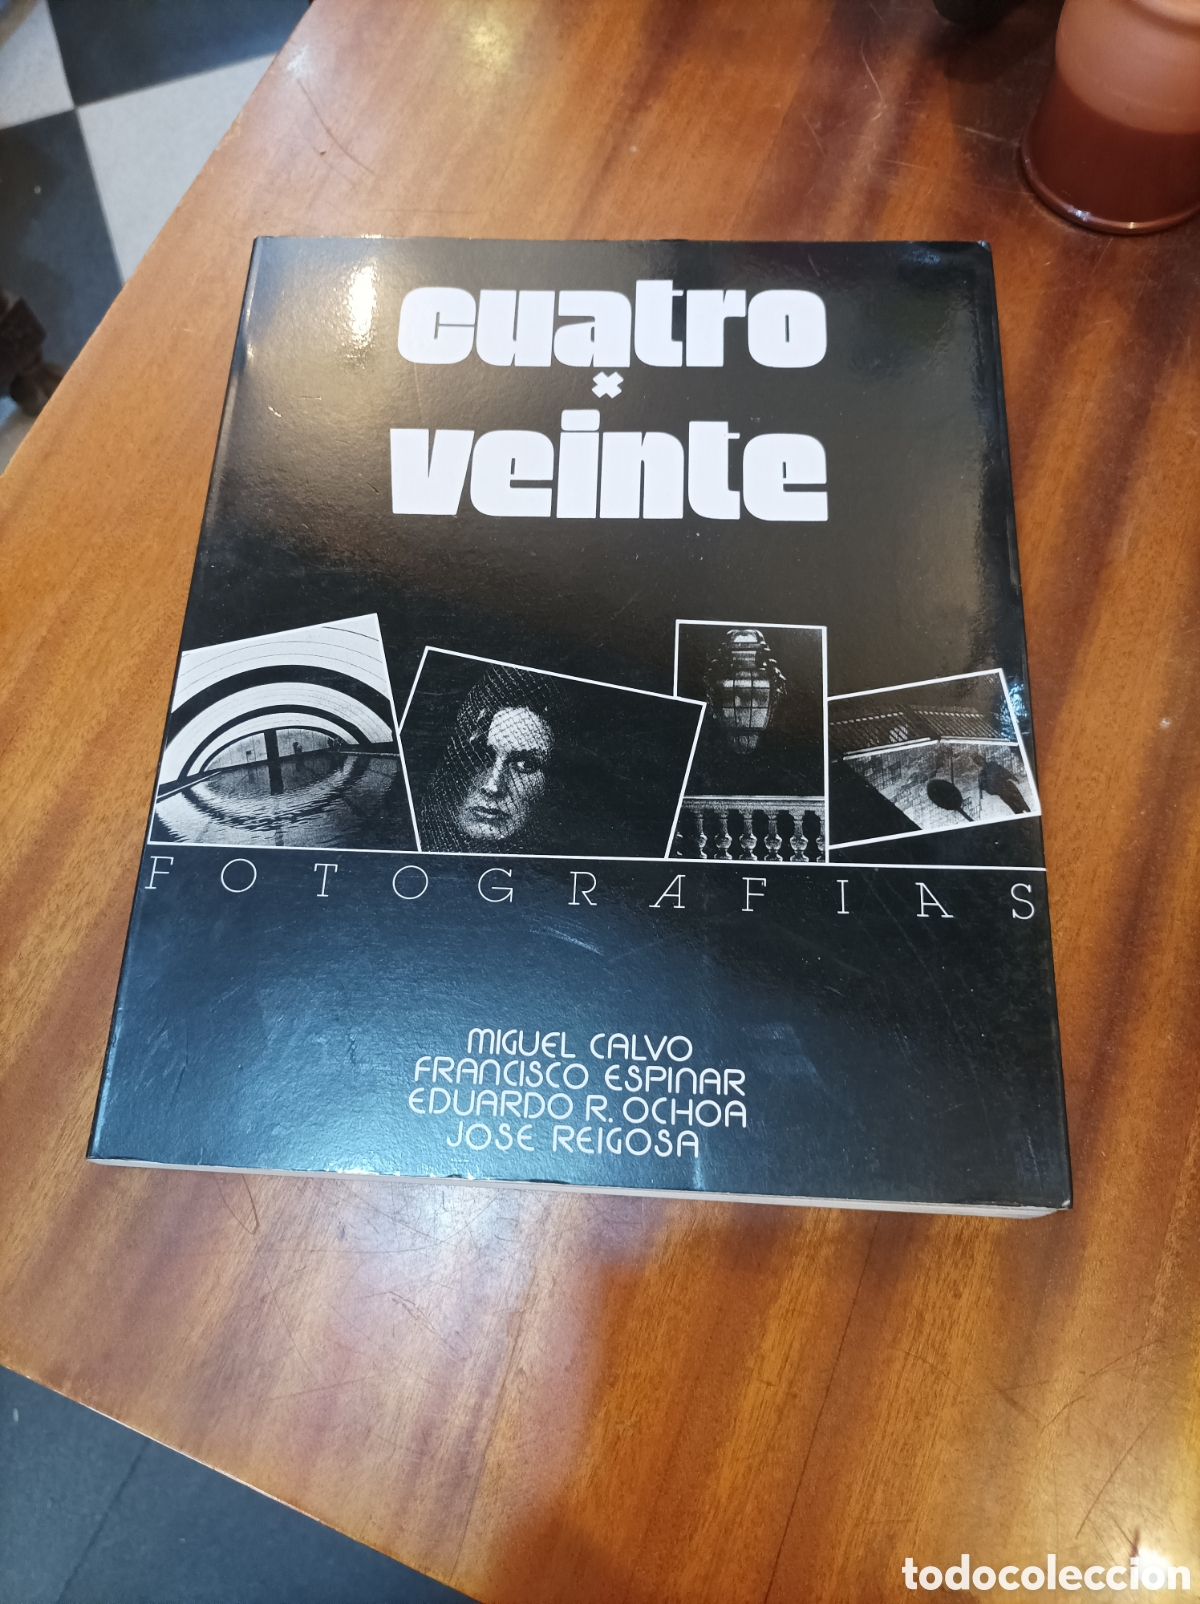 cuatro
x
veinte
FOTOGRAFIAS
MIGUEL CALVO
FRANCISCO ESPINAR
EDUARDO R. OCHOA
JOSE REIGOSA
todocoleccion